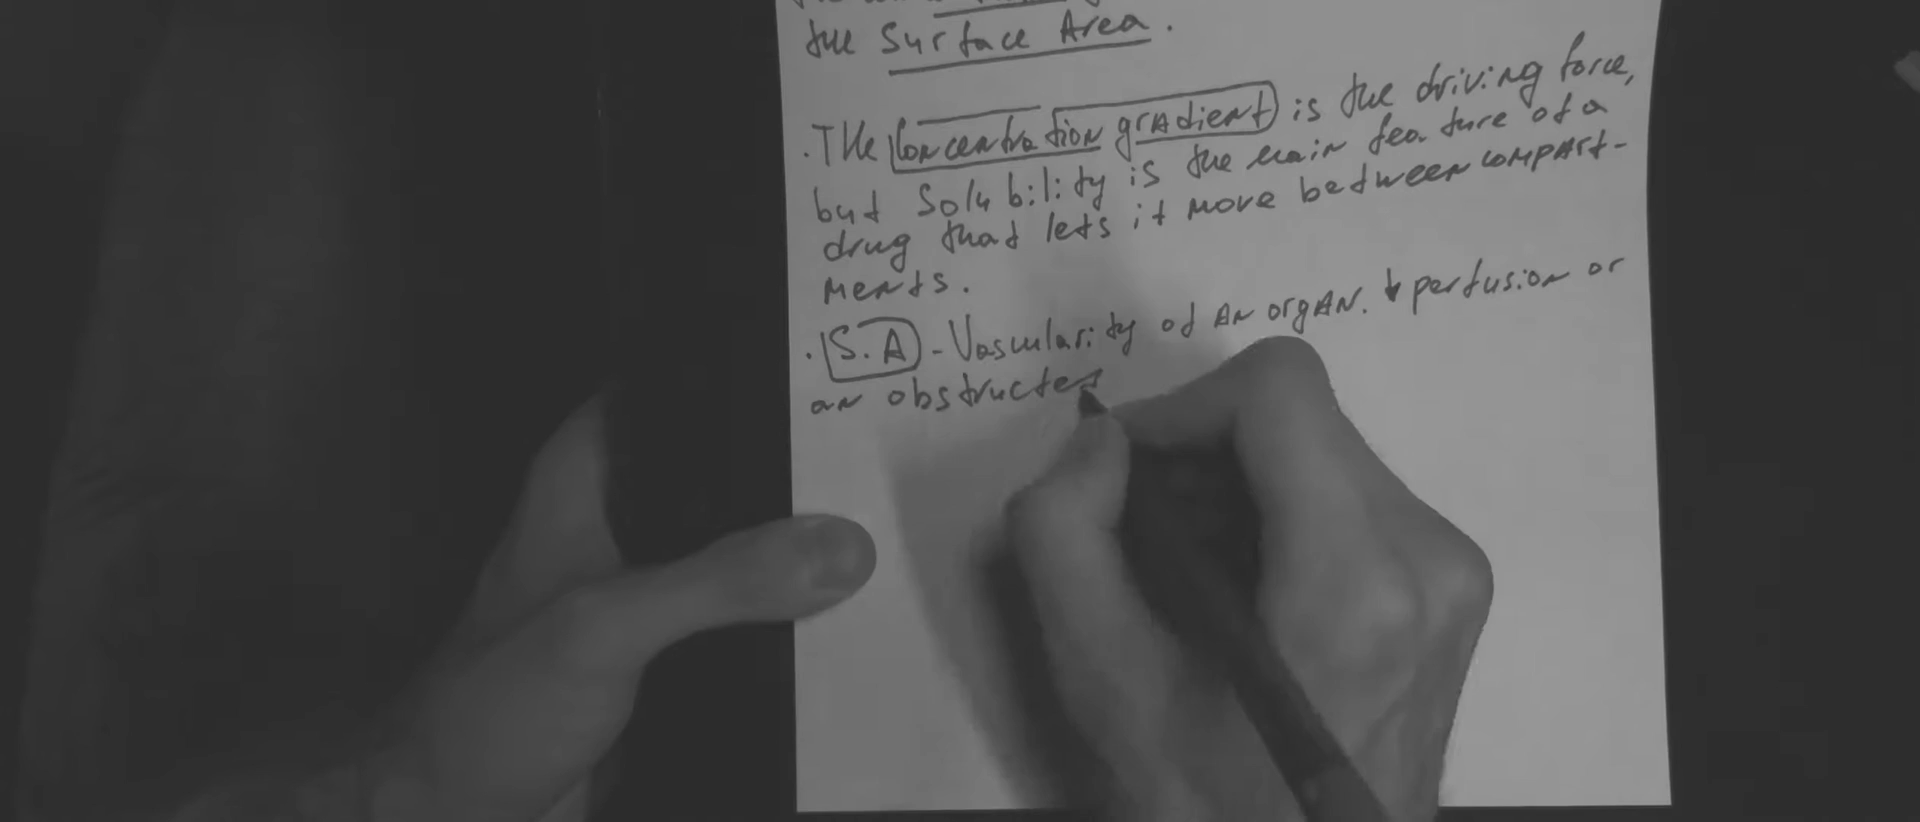 the Surface Area.
. The Concentration gradient is the driving force,
but Solubility is the main feature of a
drug that lets it move between compart-
ments.
. S.A - Vascularity of an organ. ↓ perfusion or
an obstructed